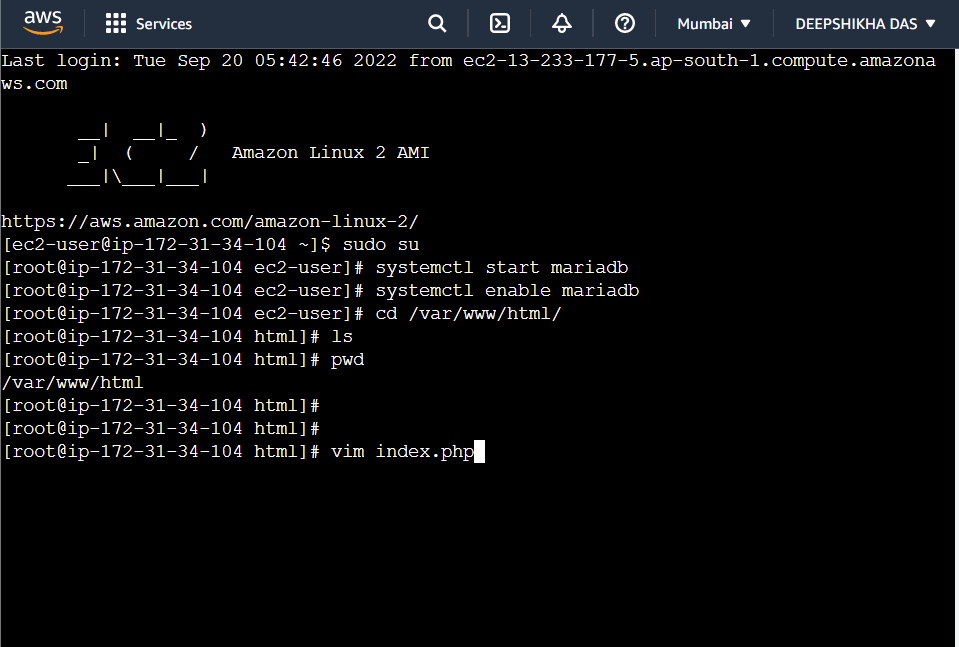 aws Services Mumbai ▼ DEEPSHIKHA DAS ▼
Last login: Tue Sep 20 05:42:46 2022 from ec2-13-233-177-5.ap-south-1.compute.amazona
ws.com
       __|  __|_  )
       _|  (     /   Amazon Linux 2 AMI
      ___|\___|___|
https://aws.amazon.com/amazon-linux-2/
[ec2-user@ip-172-31-34-104 ~]$ sudo su
[root@ip-172-31-34-104 ec2-user]# systemctl start mariadb
[root@ip-172-31-34-104 ec2-user]# systemctl enable mariadb
[root@ip-172-31-34-104 ec2-user]# cd /var/www/html/
[root@ip-172-31-34-104 html]# ls
[root@ip-172-31-34-104 html]# pwd
/var/www/html
[root@ip-172-31-34-104 html]#
[root@ip-172-31-34-104 html]#
[root@ip-172-31-34-104 html]# vim index.php